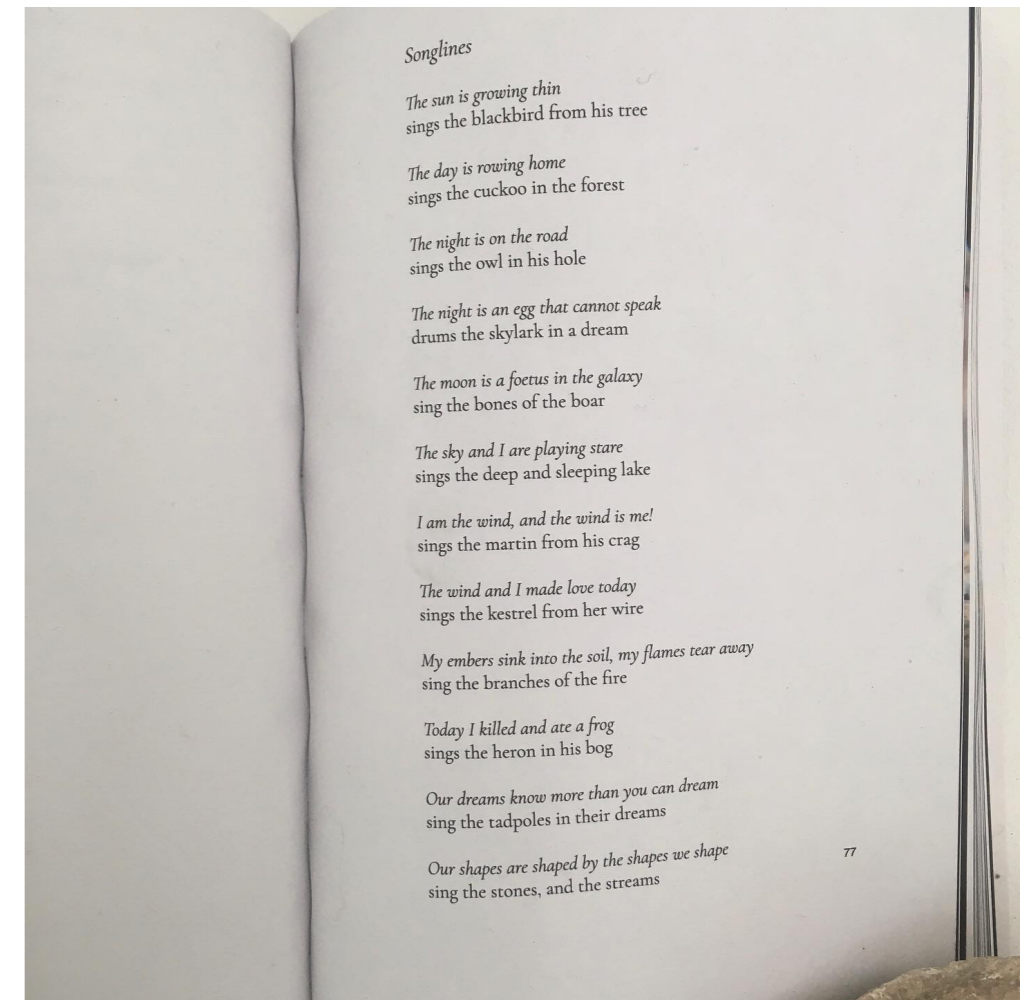 Songlines
The sun is growing thin
sings the blackbird from his tree
The day is rowing home
sings the cuckoo in the forest
The night is on the road
sings the owl in his hole
The night is an egg that cannot speak
drums the skylark in a dream
The moon is a foetus in the galaxy
sing the bones of the boar
The sky and I are playing stare
sings the deep and sleeping lake
I am the wind, and the wind is me!
sings the martin from his crag
The wind and I made love today
sings the kestrel from her wire
My embers sink into the soil, my flames tear away
sing the branches of the fire
Today I killed and ate a frog
sings the heron in his bog
Our dreams know more than you can dream
sing the tadpoles in their dreams
Our shapes are shaped by the shapes we shape
sing the stones, and the streams
77